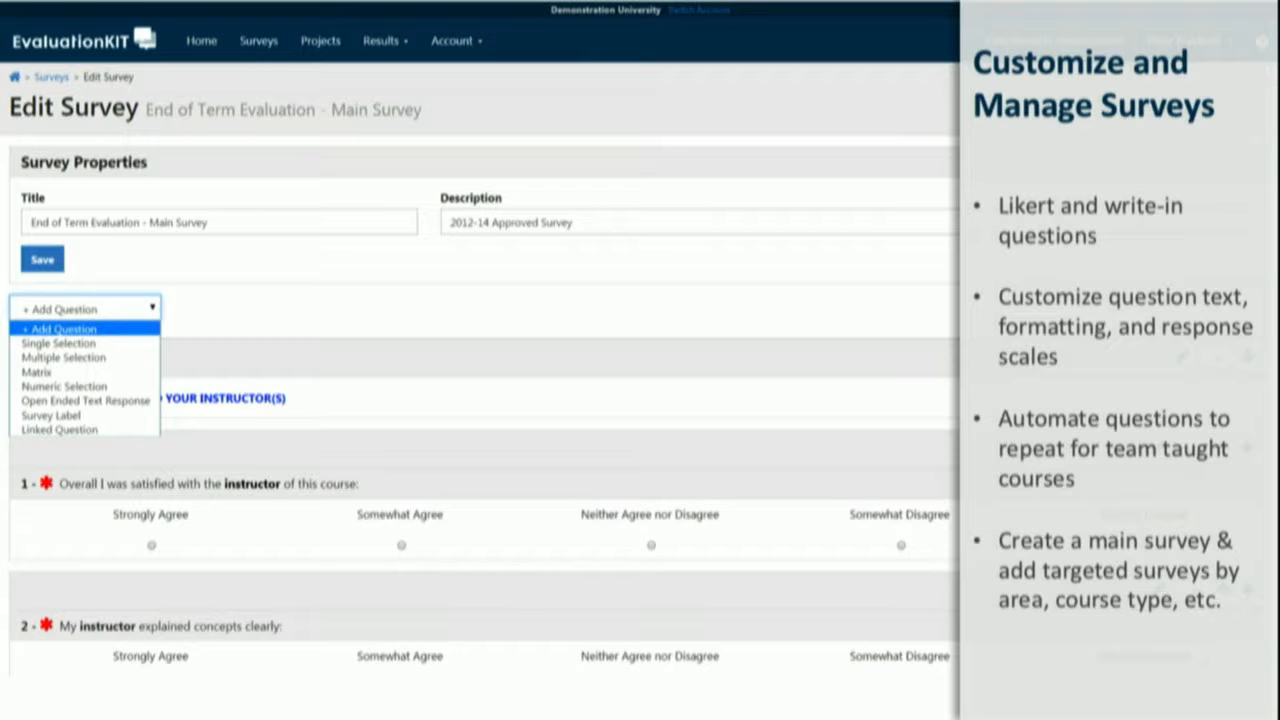 Demonstration University Switch Account
EvaluationKIT Home Surveys Projects Results Account
Surveys > Edit Survey
Edit Survey End of Term Evaluation - Main Survey
Survey Properties
Title Description
End of Term Evaluation - Main Survey 2012-14 Approved Survey
Save
+ Add Question
+ Add Question
Single Selection
Multiple Selection
Matrix
Numeric Selection
Open Ended Text Response
Survey Label
Linked Question
YOUR INSTRUCTOR(S)
1 - * Overall I was satisfied with the instructor of this course:
Strongly Agree Somewhat Agree Neither Agree nor Disagree Somewhat Disagree
2 - * My instructor explained concepts clearly:
Strongly Agree Somewhat Agree Neither Agree nor Disagree Somewhat Disagree
Customize and
Manage Surveys
• Likert and write-in
questions
• Customize question text,
formatting, and response
scales
• Automate questions to
repeat for team taught
courses
• Create a main survey &
add targeted surveys by
area, course type, etc.